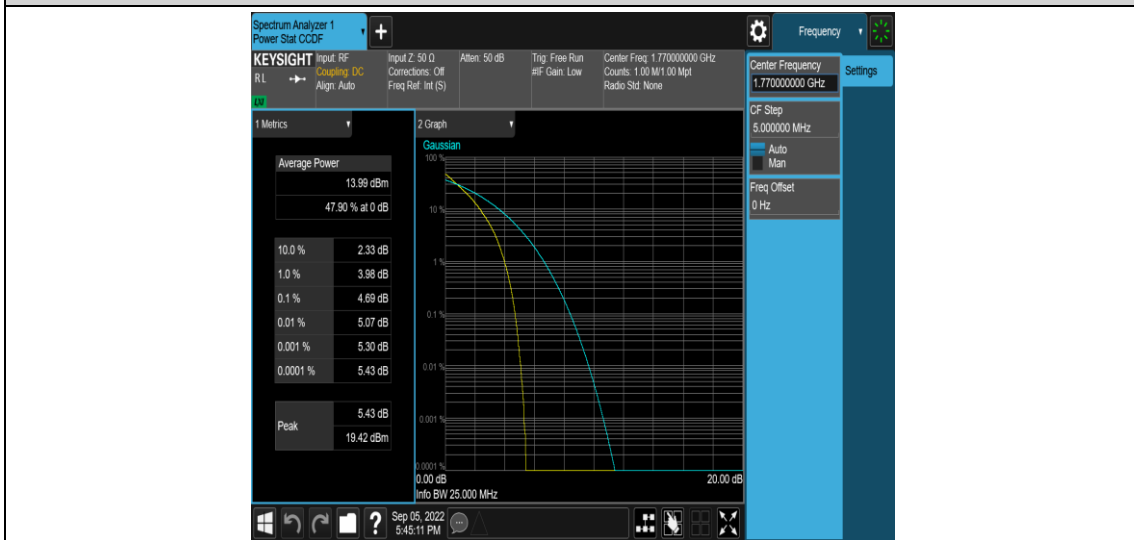 Spectrum Analyzer 1
Power Stat CCDF
+
Frequency
KEYSIGHT
RL
Input: RF
Coupling: DC
Align: Auto
Input Z: 50 Ω
Corrections: Off
Freq Ref: Int (S)
Atten: 50 dB
Trig: Free Run
#IF Gain: Low
Center Freq: 1.770000000 GHz
Counts: 1.00 M/1.00 Mpt
Radio Std: None
Center Frequency
1.770000000 GHz
Settings
CF Step
5.000000 MHz
Auto
Man
Freq Offset
0 Hz
1 Metrics
Average Power
13.99 dBm
47.90 % at 0 dB
10.0 % 2.33 dB
1.0 % 3.98 dB
0.1 % 4.69 dB
0.01 % 5.07 dB
0.001 % 5.30 dB
0.0001 % 5.43 dB
Peak
5.43 dB
19.42 dBm
2 Graph
Gaussian
100 %
10 %
1 %
0.1 %
0.01 %
0.001 %
0.0001 %
0.00 dB 20.00 dB
Info BW 25.000 MHz
?
Sep 05, 2022
5:45:11 PM